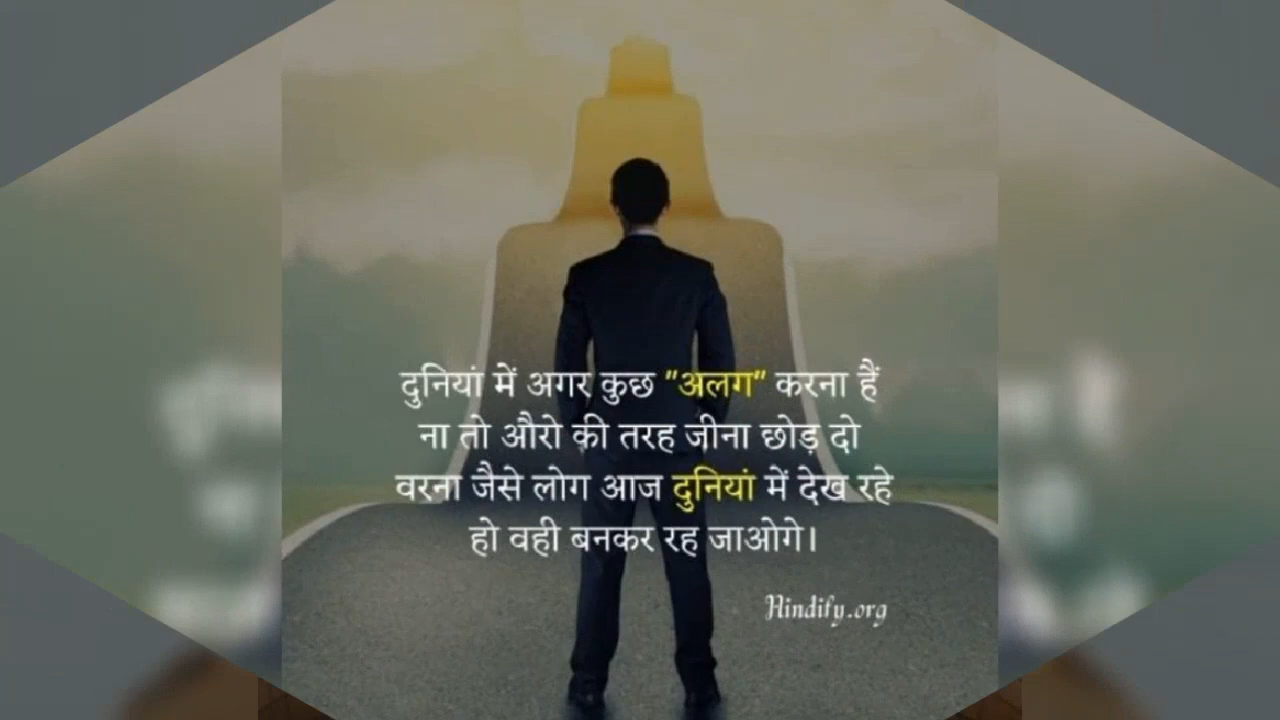 दुनियां में अगर कुछ "अलग" करना हैं
ना तो औरो की तरह जीना छोड़ दो
वरना जैसे लोग आज दुनियां में देख रहे
हो वही बनकर रह जाओगे।
Hindify.org